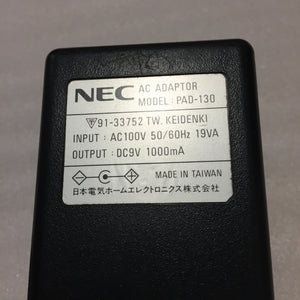 NEC AC ADAPTOR
MODEL: PAD-130
91-33752 TW. KEIDENKI
INPUT : AC100V 50/60Hz 19VA
OUTPUT : DC9V 1000mA
MADE IN TAIWAN
日本電気ホームエレクトロニクス株式会社